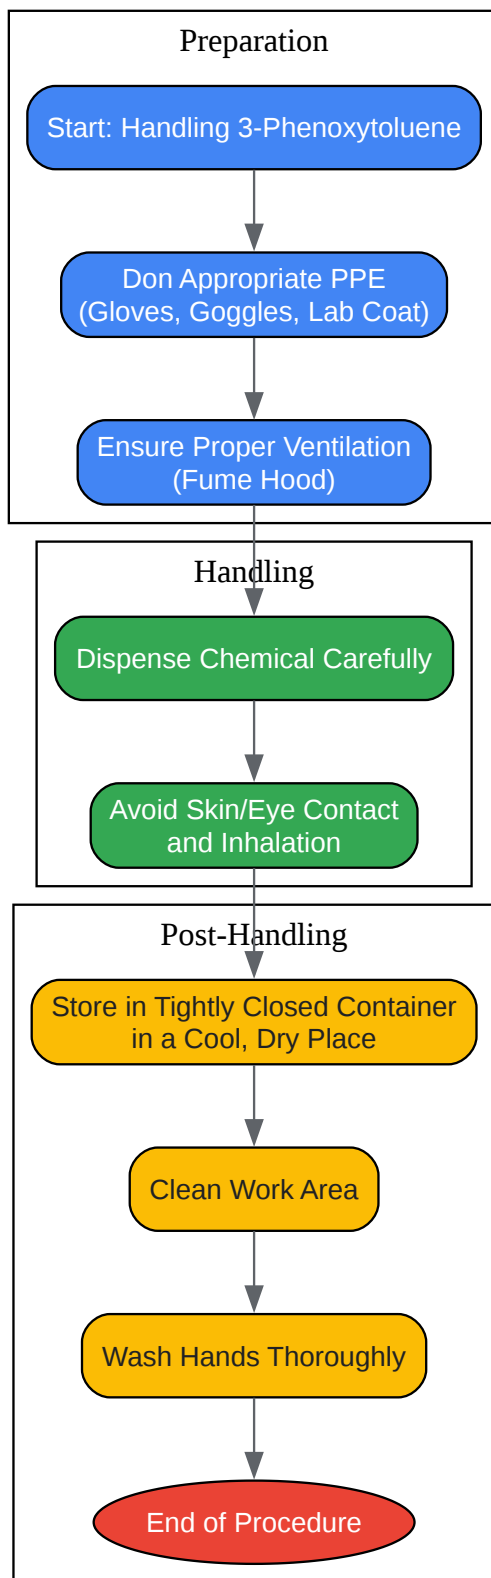 Preparation
Start: Handling 3-Phenoxytoluene
Don Appropriate PPE
(Gloves, Goggles, Lab Coat)
Ensure Proper Ventilation
(Fume Hood)
Handling
Dispense Chemical Carefully
Avoid Skin/Eye Contact
and Inhalation
Post-Handling
Store in Tightly Closed Container
in a Cool, Dry Place
Clean Work Area
Wash Hands Thoroughly
End of Procedure